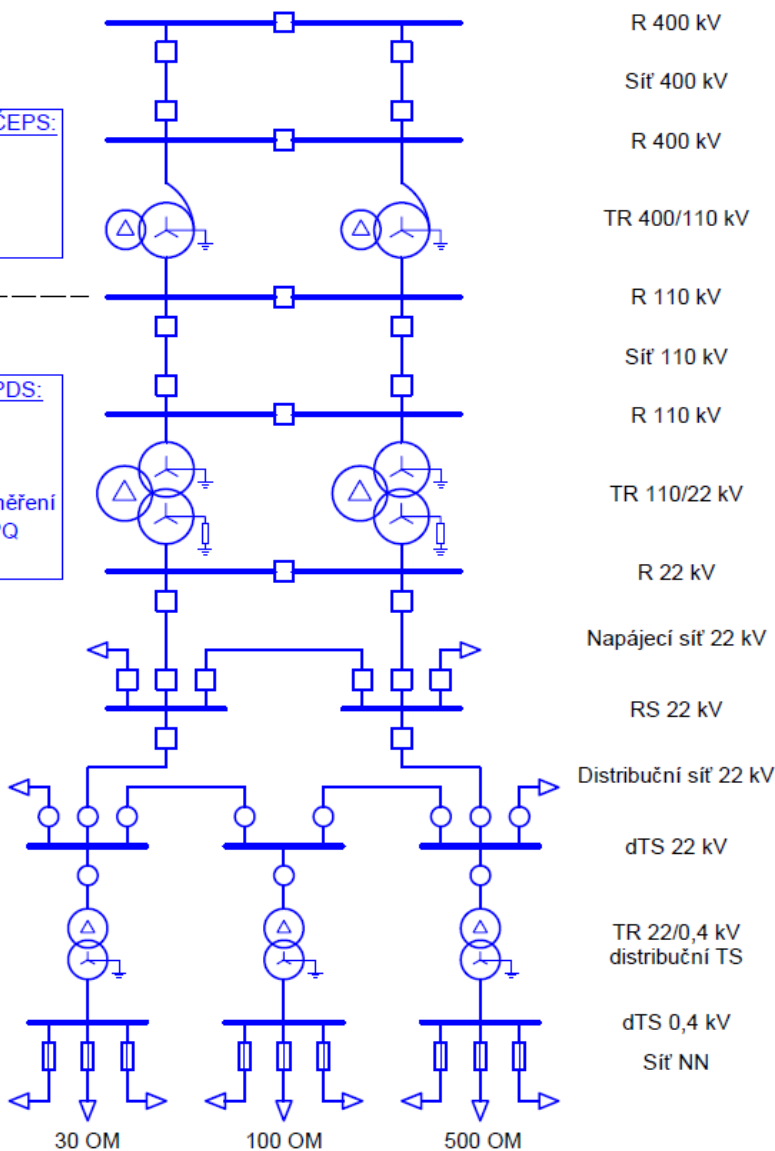 R 400 kV
Síť 400 kV
ČEPS:
R 400 kV
TR 400/110 kV
R 110 kV
Síť 110 kV
PDS:
R 110 kV
TR 110/22 kV
měření
PQ
R 22 kV
Napájecí síť 22 kV
RS 22 kV
Distribuční síť 22 kV
dTS 22 kV
TR 22/0,4 kV
distribuční TS
dTS 0,4 kV
Síť NN
30 OM
100 OM
500 OM